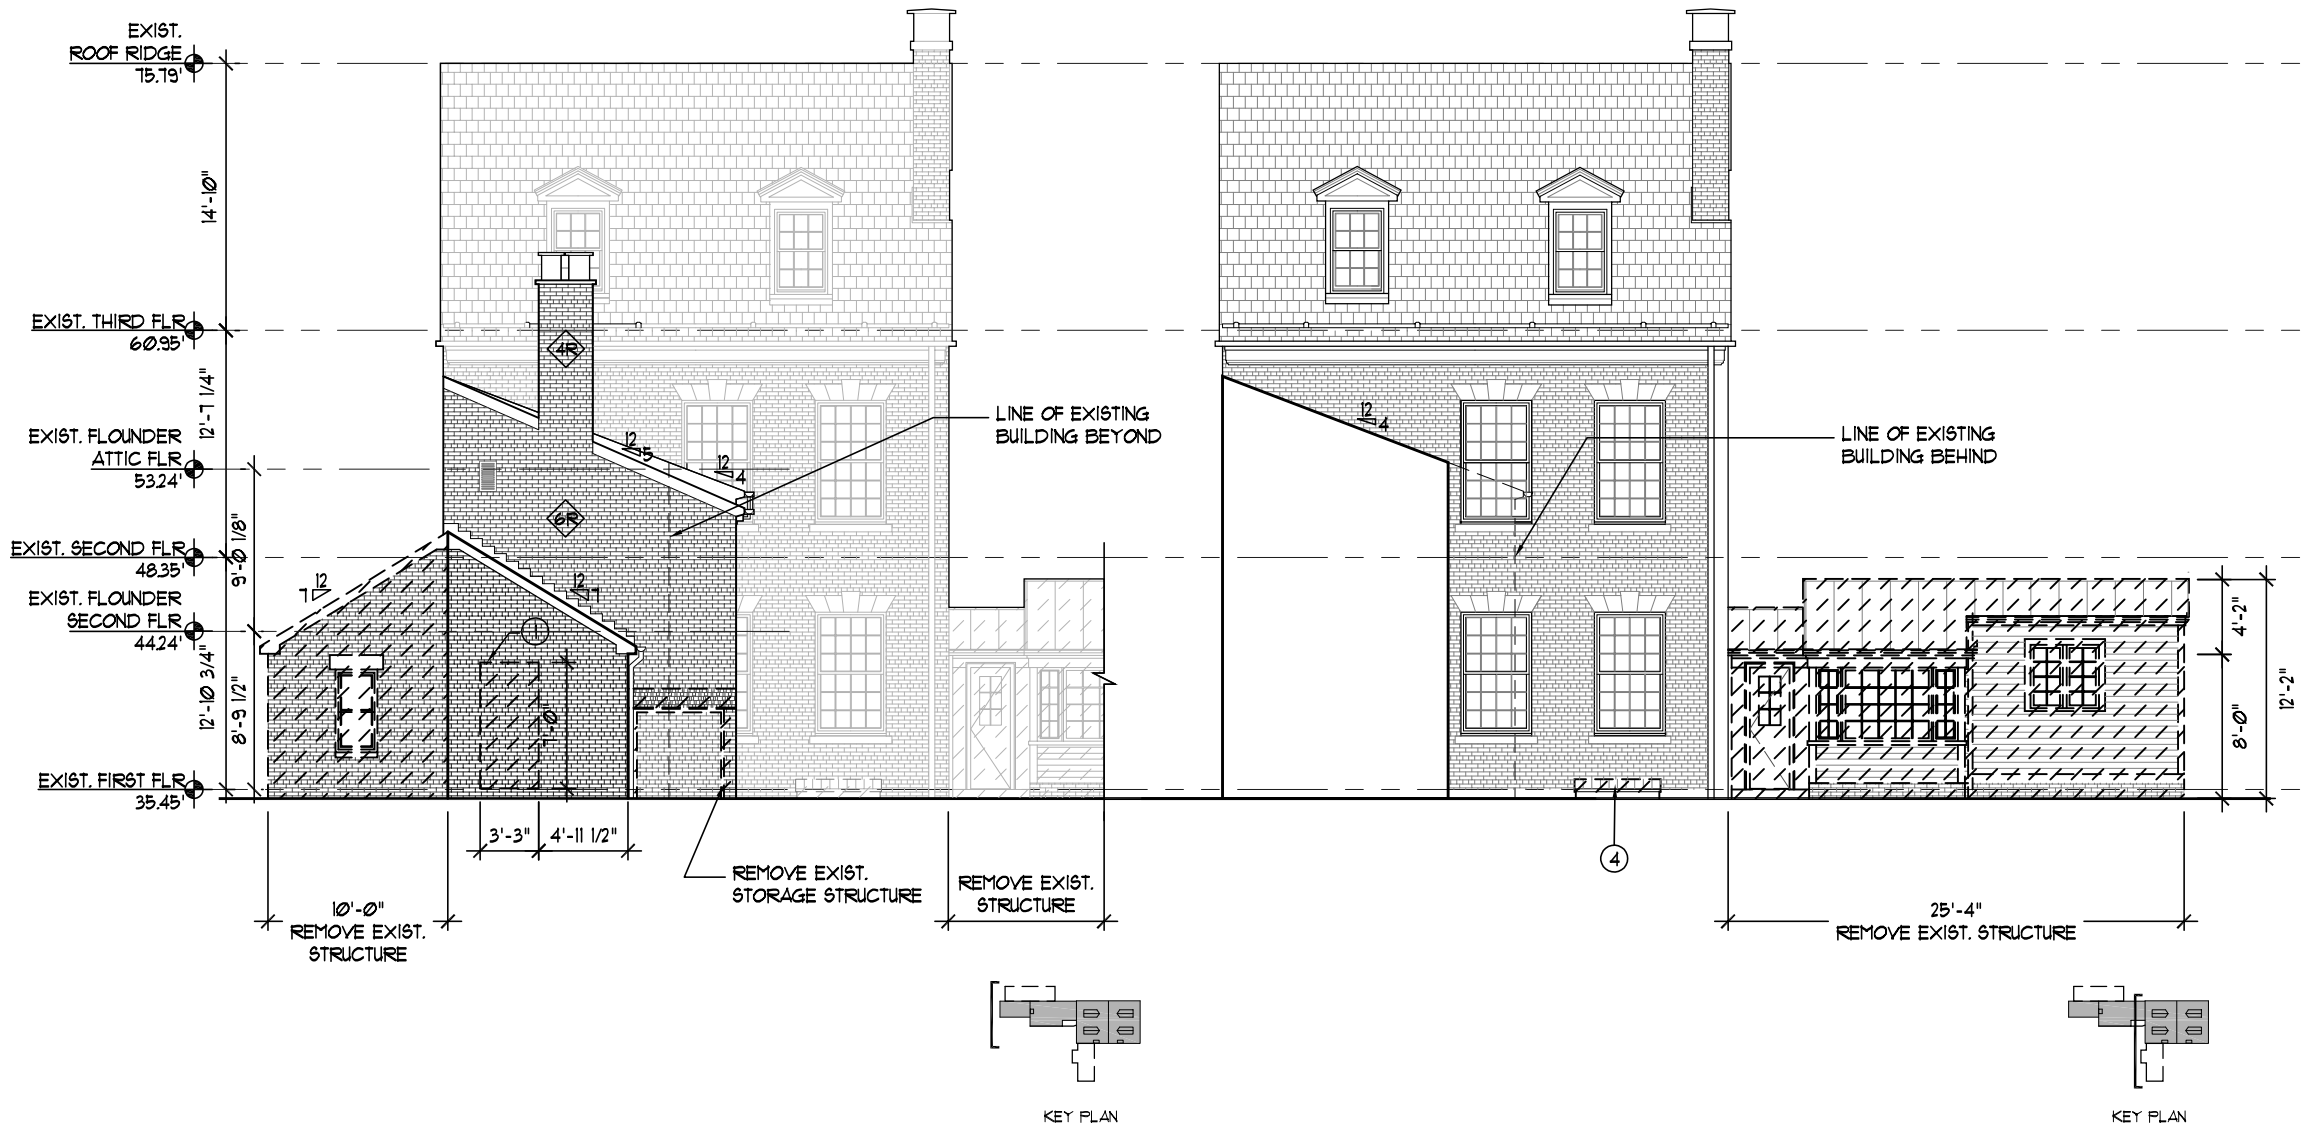 EXIST.
ROOF RIDGE
75.79'
14'-10"
EXIST. THIRD FLR
60.95'
12'-7 1/4"
EXIST. FLOUNDER
ATTIC FLR
53.24'
9'-0 1/8"
EXIST. SECOND FLR
48.35'
EXIST. FLOUNDER
SECOND FLR
44.24'
12'-10 3/4"
8'-9 1/2"
EXIST. FIRST FLR
35.45'
4R
6R
12
5
12
4
12
7
12
7
1
7'-0"
LINE OF EXISTING
BUILDING BEYOND
3'-3"
4'-11 1/2"
REMOVE EXIST.
STORAGE STRUCTURE
10'-0"
REMOVE EXIST.
STRUCTURE
REMOVE EXIST.
STRUCTURE
12
4
LINE OF EXISTING
BUILDING BEHIND
4
4'-2"
8'-0"
12'-2"
25'-4"
REMOVE EXIST. STRUCTURE
KEY PLAN
KEY PLAN